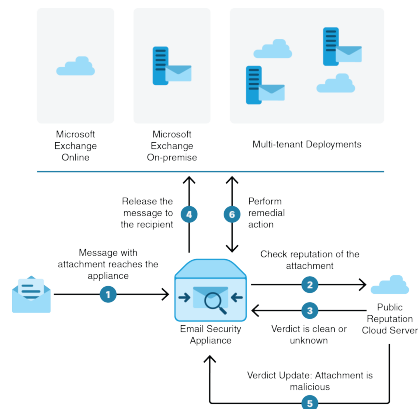 Microsoft
Exchange
Online
Microsoft
Exchange
On-premise
Multi-tenant Deployments
Release the
message to
the recipient
4
6
Perform
remedial
action
Message with
attachment reaches the
appliance
1
Check reputation of the
attachment
2
3
Verdict is clean or
unknown
Email Security
Appliance
Public
Reputation
Cloud Server
Verdict Update: Attachment is
malicious
5